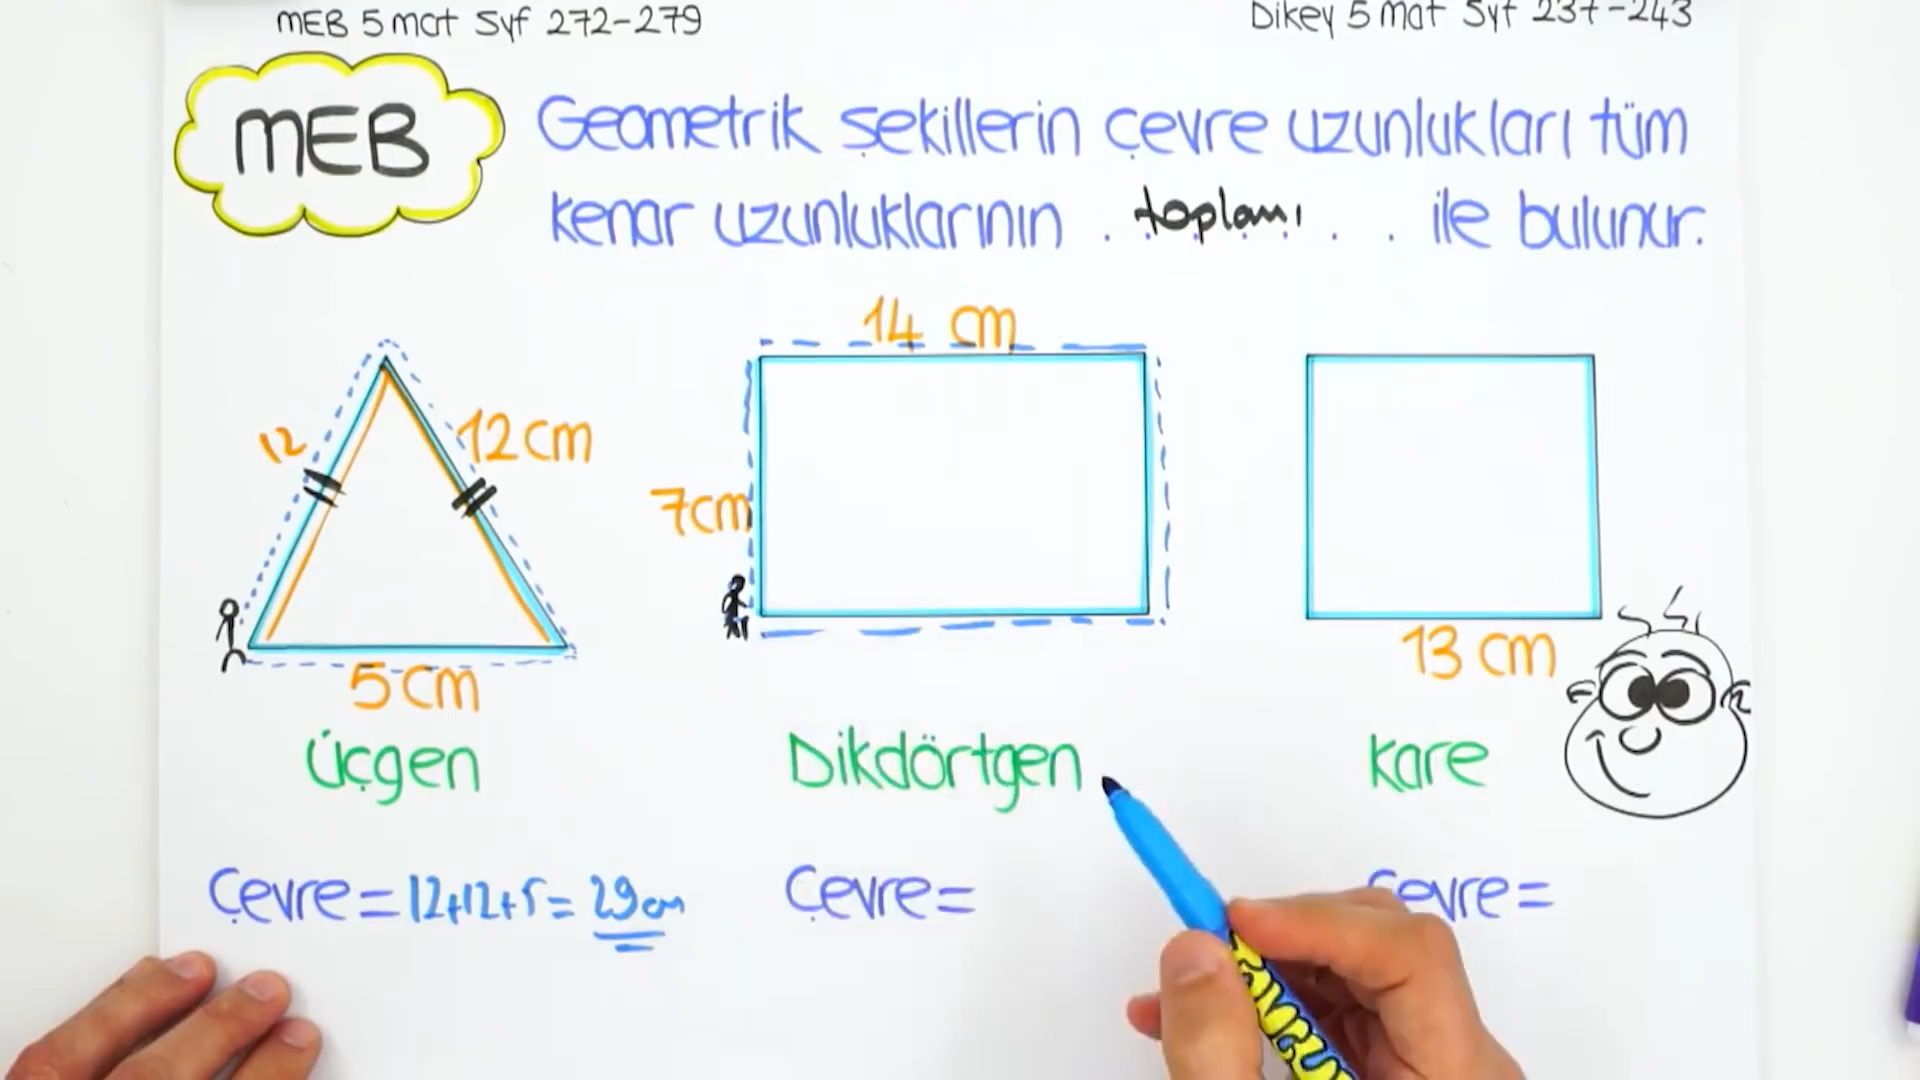 MEB 5 mat Syf 272-279
Dikey 5 mat Syf 237-243
MEB
Geometrik şekillerin çevre uzunlukları tüm
kenar uzunluklarının . toplamı . . ile bulunur.
12
12 cm
5 cm
Üçgen
Çevre = 12+12+5 = 29 cm
14 cm
7cm
Dikdörtgen
Çevre =
13 cm
Kare
Çevre =